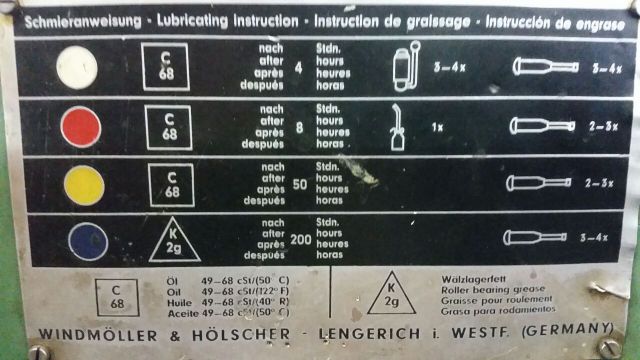 Schmieranweisung - Lubricating instruction - Instruction de graissage - Instrucción de engrase
C 68 nach after après después 4 Stdn. hours heures horas 3–4x 3–4x
C 68 nach after après después 8 Stdn. hours heures horas 1x 2–3x
C 68 nach after après después 50 Stdn. hours heures horas 2–3x
K 2g nach after après después 200 Stdn. hours heures horas 3–4x
C 68
Öl 49–68 cSt/(50° C)
Oil 49–68 cSt/(122° F)
Huile 49–68 cSt/(40° R)
Aceite 49–68 cSt/(50° C)
K 2g
Wälzlagerfett
Roller bearing grease
Graisse pour roulement
Grasa para rodamientos
WINDMÖLLER & HÖLSCHER - LENGERICH i. WESTF. (GERMANY)